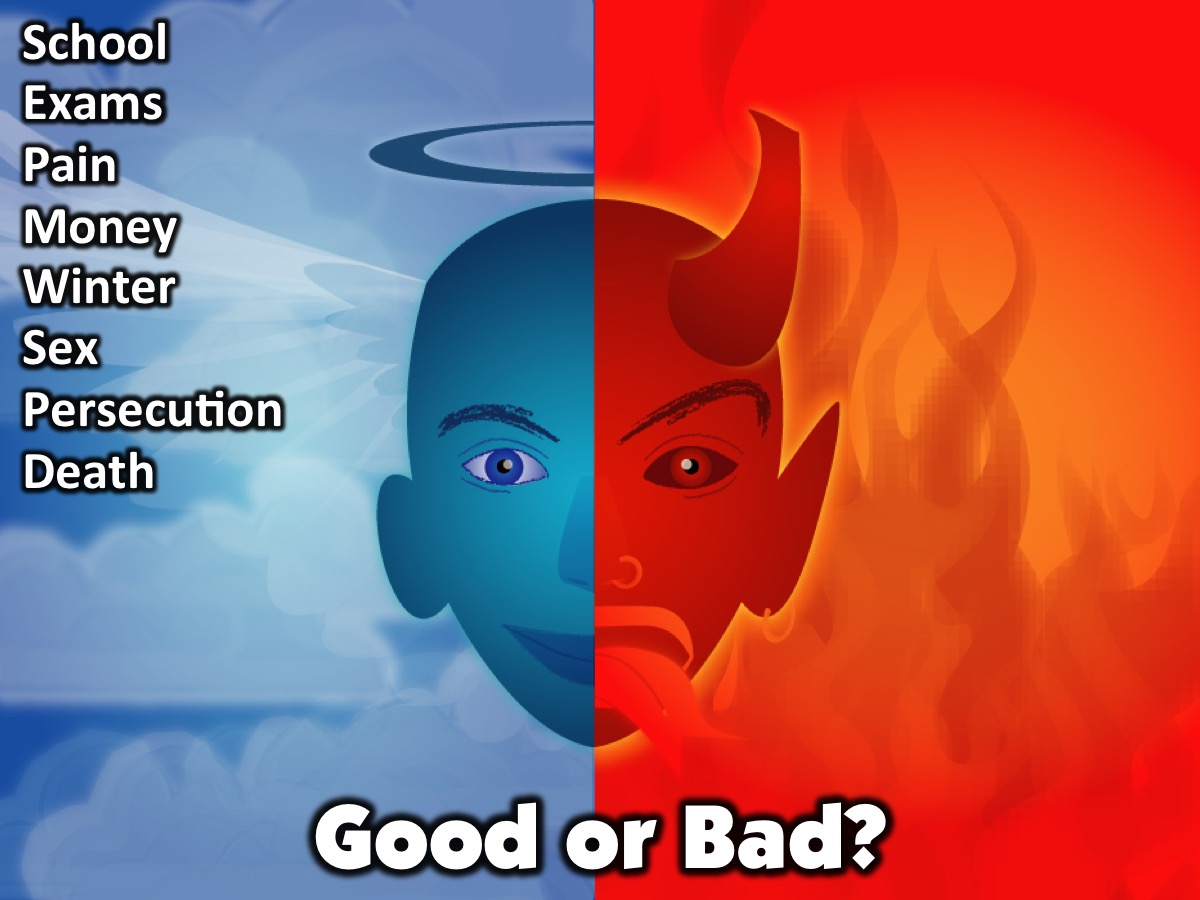 School
Exams
Pain
Money
Winter
Sex
Persecution
Death
Good or Bad?